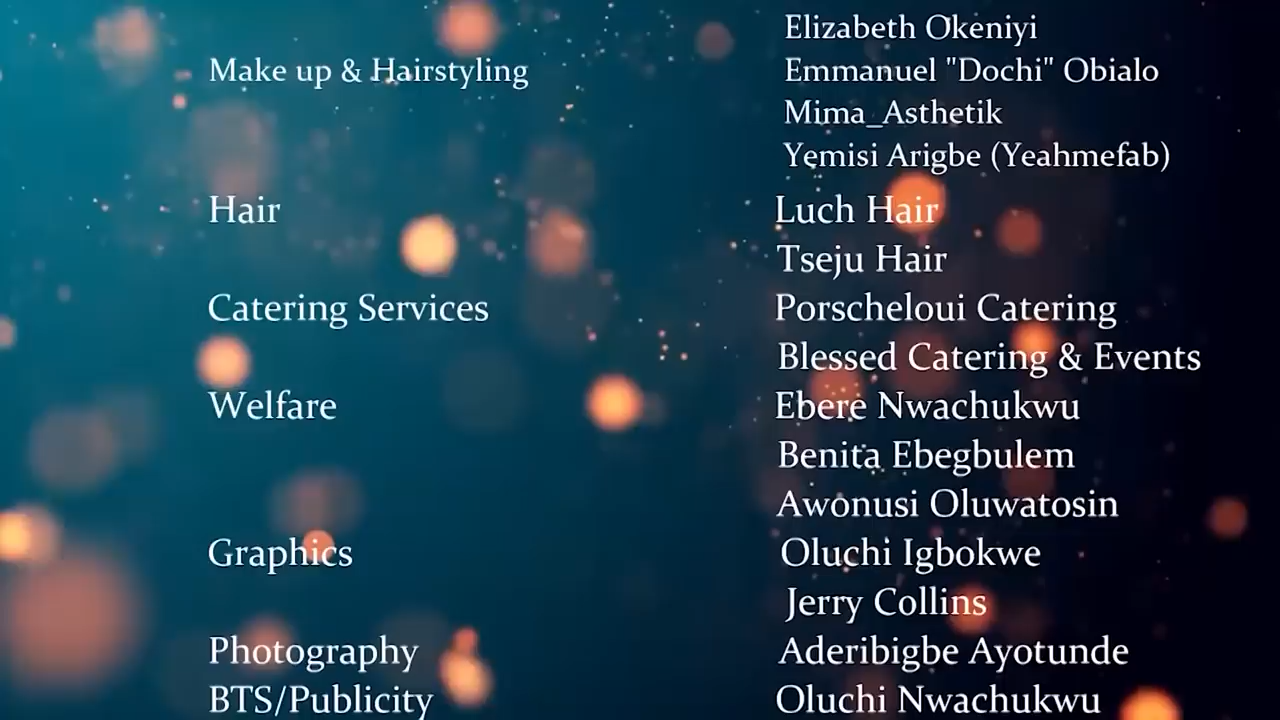 Elizabeth Okeniyi
Make up & Hairstyling Emmanuel "Dochi" Obialo
Mima_Asthetik
Yemisi Arigbe (Yeahmefab)
Hair Luch Hair
Tseju Hair
Catering Services Porscheloui Catering
Blessed Catering & Events
Welfare Ebere Nwachukwu
Benita Ebegbulem
Awonusi Oluwatosin
Graphics Oluchi Igbokwe
Jerry Collins
Photography Aderibigbe Ayotunde
BTS/Publicity Oluchi Nwachukwu